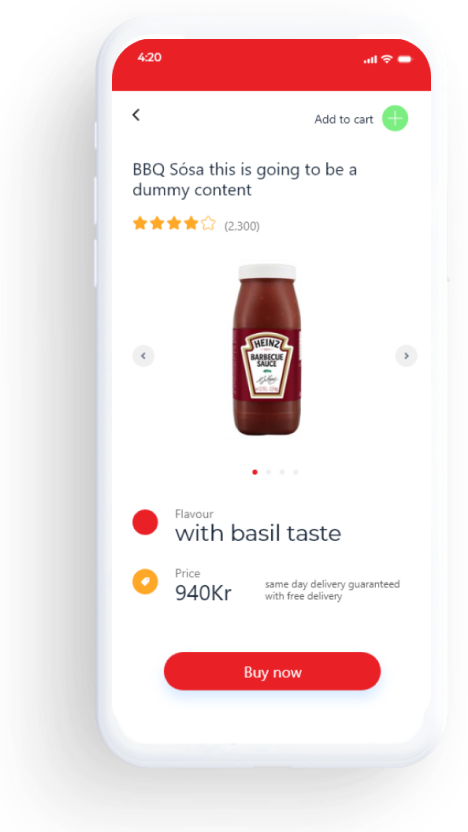 4:20
Add to cart
BBQ Sósa this is going to be a
dummy content
(2.300)
HEINZ
BARBECUE
SAUCE
Flavour
with basil taste
Price
940Kr
same day delivery guaranteed
with free delivery
Buy now